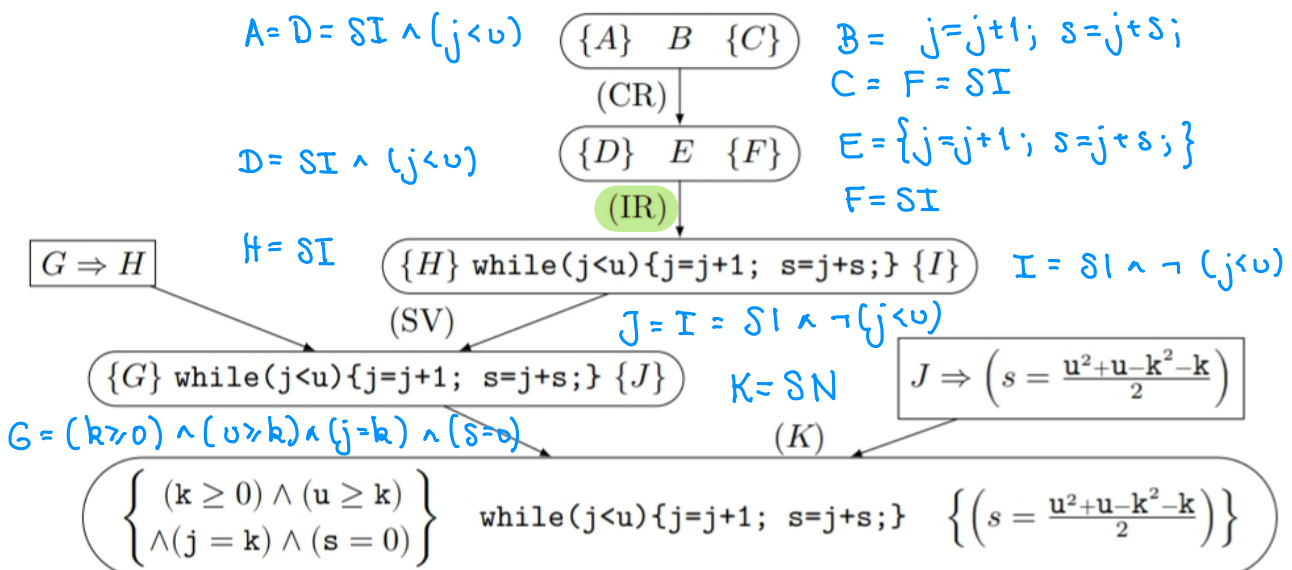 A=D= SI ∧ (j<u) {A} B {C} B = j=j+1; s=j+s;
(CR) C = F = SI
D= SI ∧ (j<u) {D} E {F} E={j=j+1; s=j+s;}
(IR) F=SI
G ⇒ H H= SI {H} while(j<u){j=j+1; s=j+s;} {I} I = SI ∧ ¬ (j<u)
(SV) J=I = SI ∧ ¬(j<u)
{G} while(j<u){j=j+1; s=j+s;} {J} K= SN J ⇒ (s = (u²+u−k²−k)/2)
G=(k≥0) ∧ (u≥k) ∧ (j=k) ∧ (s=0) (K)
{(k ≥ 0) ∧ (u ≥ k)
∧(j = k) ∧ (s = 0)} while(j<u){j=j+1; s=j+s;} {(s = (u²+u−k²−k)/2)}